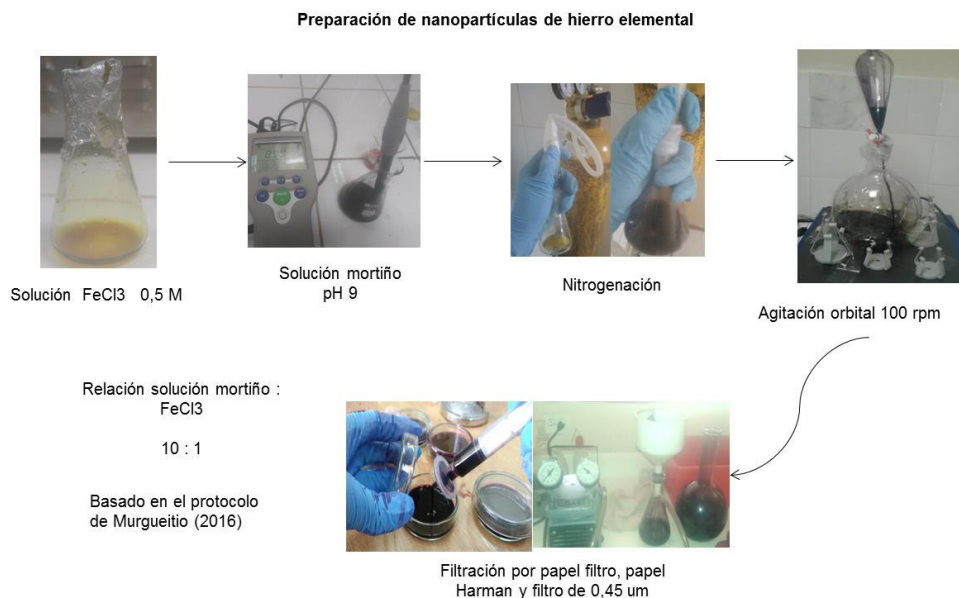 Preparación de nanopartículas de hierro elemental
Solución FeCl3 0,5 M
Solución mortiño
pH 9
Nitrogenación
Agitación orbital 100 rpm
Relación solución mortiño :
FeCl3
10 : 1
Basado en el protocolo
de Murgueitio (2016)
Filtración por papel filtro, papel
Harman y filtro de 0,45 um